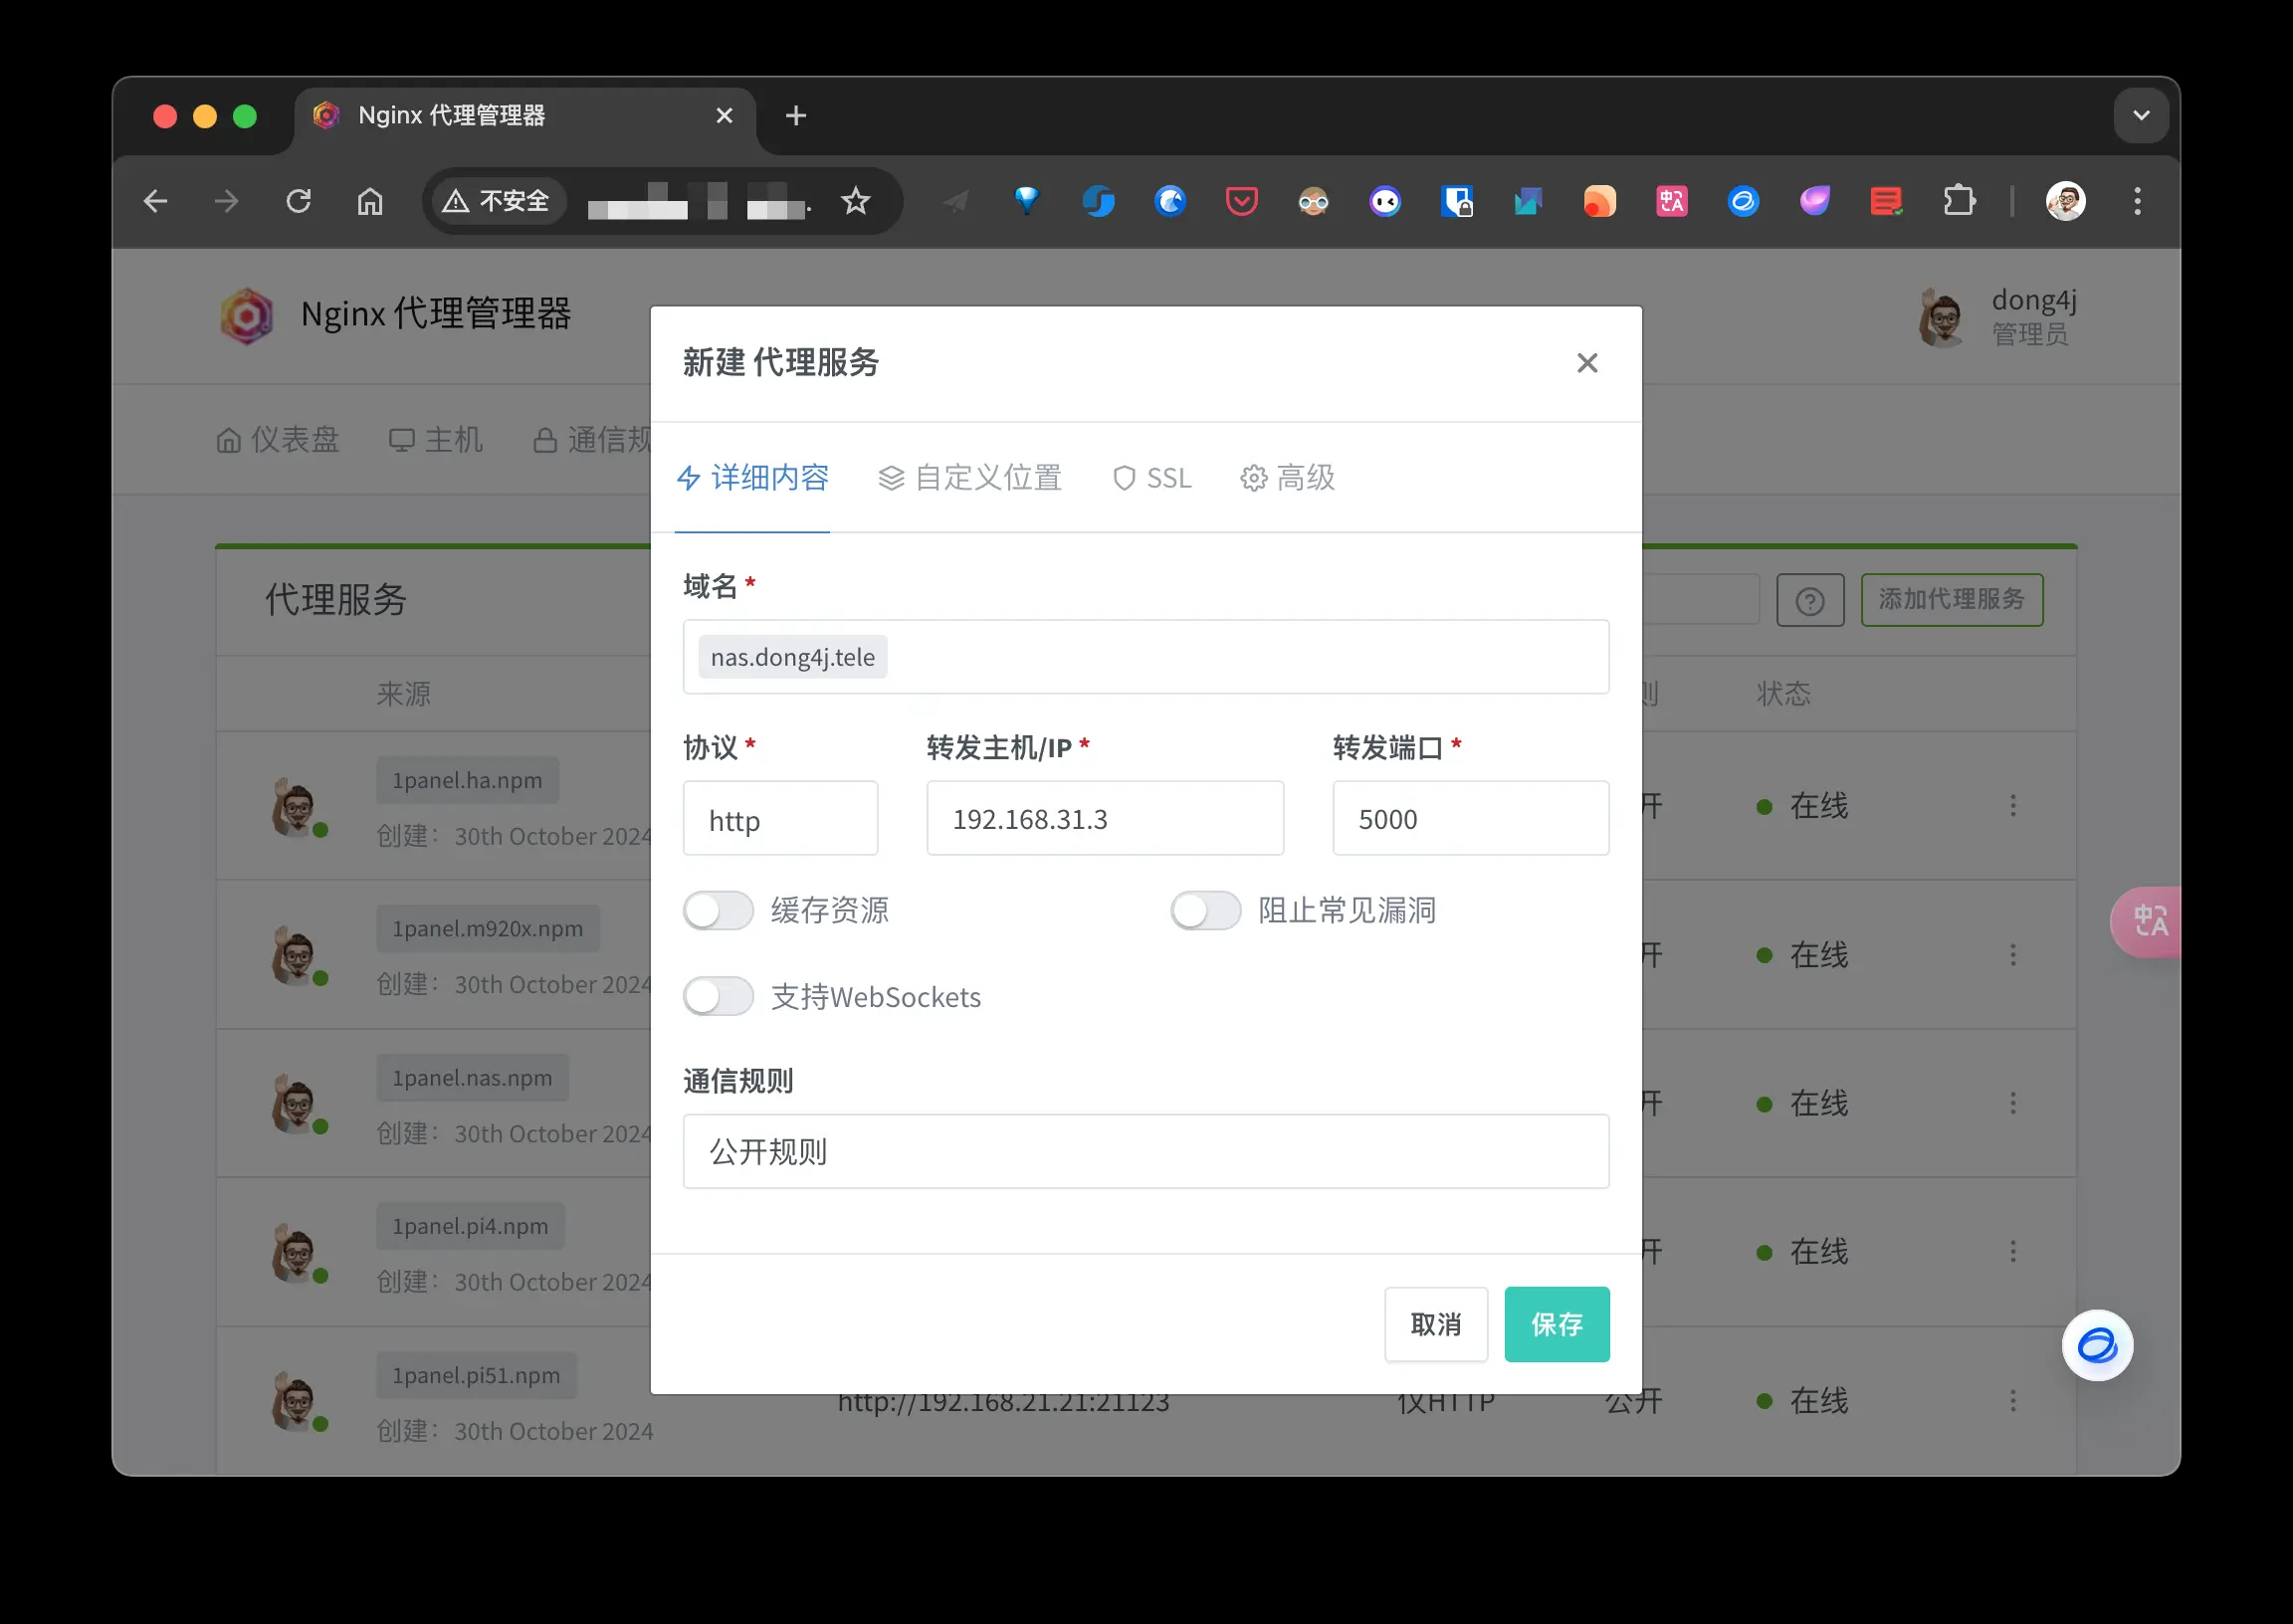 Nginx 代理管理器
不安全
中A
Nginx 代理管理器
dong4j
管理员
新建 代理服务
仪表盘
主机
通信规
详细内容
自定义位置
SSL
高级
代理服务
添加代理服务
来源
状态
域名 *
nas.dong4j.tele
协议 *
转发主机/IP *
转发端口 *
http
192.168.31.3
5000
缓存资源
阻止常见漏洞
支持WebSockets
通信规则
公开规则
取消
保存
1panel.ha.npm
创建： 30th October 2024
开
在线
1panel.m920x.npm
创建： 30th October 2024
开
在线
中A
1panel.nas.npm
创建： 30th October 2024
开
在线
1panel.pi4.npm
创建： 30th October 2024
开
在线
1panel.pi51.npm
创建： 30th October 2024
http://192.168.21.21:21123
仅HTTP
公开
在线